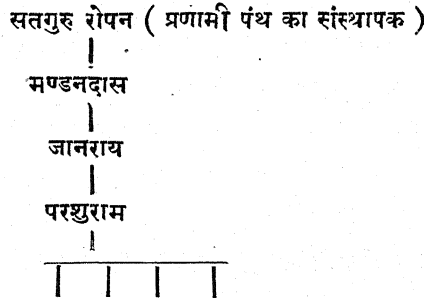 सतगुरु रोपन ( प्रणामी पंथ का संस्थापक )
मण्डनदास
जानराय
परशुराम